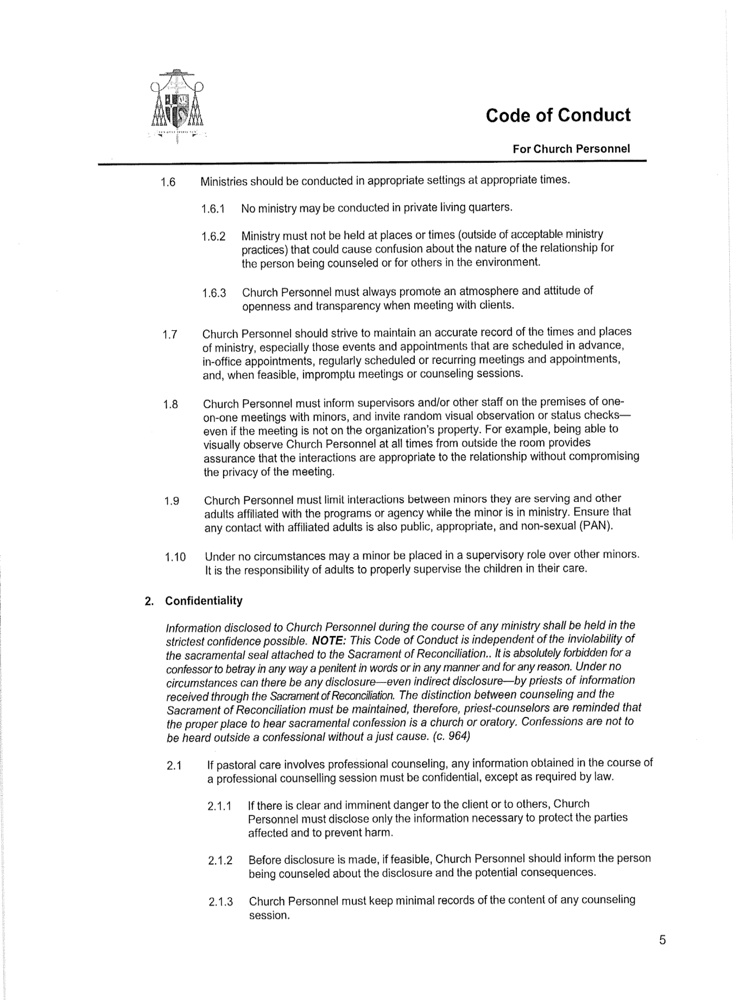 Code of Conduct
For Church Personnel
1.6 Ministries should be conducted in appropriate settings at appropriate times.
1.6.1 No ministry may be conducted in private living quarters.
1.6.2 Ministry must not be held at places or times (outside of acceptable ministry
practices) that could cause confusion about the nature of the relationship for
the person being counseled or for others in the environment.
1.6.3 Church Personnel must always promote an atmosphere and attitude of
openness and transparency when meeting with clients.
1.7 Church Personnel should strive to maintain an accurate record of the times and places
of ministry, especially those events and appointments that are scheduled in advance,
in-office appointments, regularly scheduled or recurring meetings and appointments,
and, when feasible, impromptu meetings or counseling sessions.
1.8 Church Personnel must inform supervisors and/or other staff on the premises of one-
on-one meetings with minors, and invite random visual observation or status checks—
even if the meeting is not on the organization's property. For example, being able to
visually observe Church Personnel at all times from outside the room provides
assurance that the interactions are appropriate to the relationship without compromising
the privacy of the meeting.
1.9 Church Personnel must limit interactions between minors they are serving and other
adults affiliated with the programs or agency while the minor is in ministry. Ensure that
any contact with affiliated adults is also public, appropriate, and non-sexual (PAN).
1.10 Under no circumstances may a minor be placed in a supervisory role over other minors.
It is the responsibility of adults to properly supervise the children in their care.
2. Confidentiality
Information disclosed to Church Personnel during the course of any ministry shall be held in the
strictest confidence possible. NOTE: This Code of Conduct is independent of the inviolability of
the sacramental seal attached to the Sacrament of Reconciliation.. It is absolutely forbidden for a
confessor to betray in any way a penitent in words or in any manner and for any reason. Under no
circumstances can there be any disclosure—even indirect disclosure—by priests of information
received through the Sacrament of Reconciliation. The distinction between counseling and the
Sacrament of Reconciliation must be maintained, therefore, priest-counselors are reminded that
the proper place to hear sacramental confession is a church or oratory. Confessions are not to
be heard outside a confessional without a just cause. (c. 964)
2.1 If pastoral care involves professional counseling, any information obtained in the course of
a professional counselling session must be confidential, except as required by law.
2.1.1 If there is clear and imminent danger to the client or to others, Church
Personnel must disclose only the information necessary to protect the parties
affected and to prevent harm.
2.1.2 Before disclosure is made, if feasible, Church Personnel should inform the person
being counseled about the disclosure and the potential consequences.
2.1.3 Church Personnel must keep minimal records of the content of any counseling
session.
5